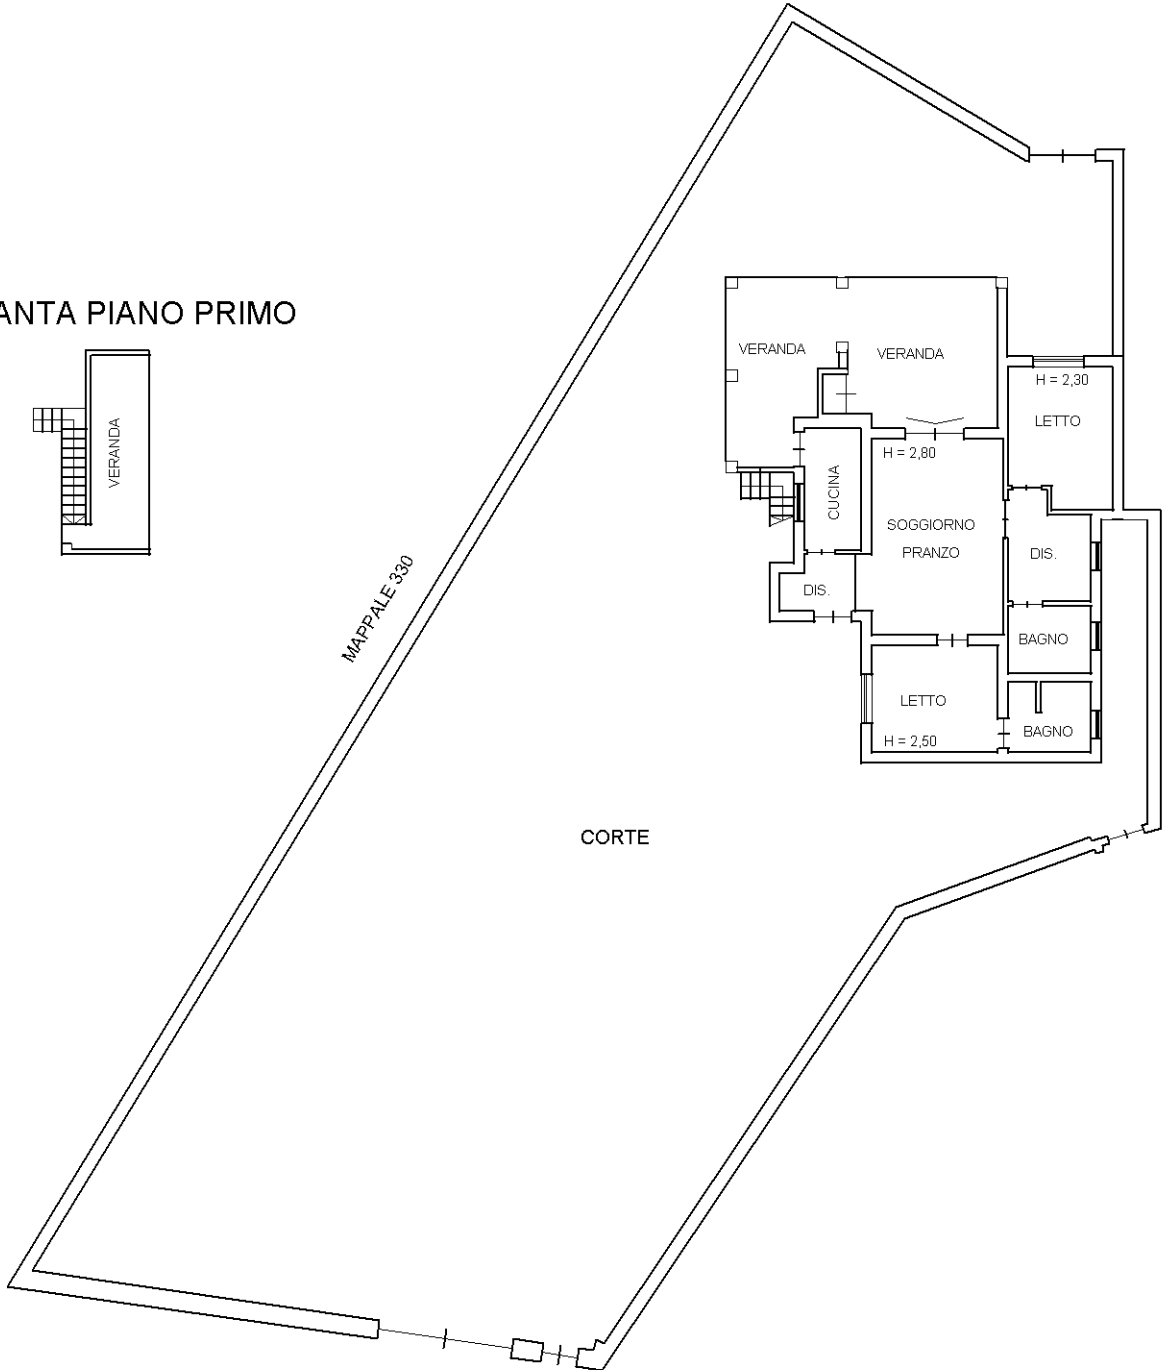 ANTA PIANO PRIMO
VERANDA
VERANDA
VERANDA
H = 2,30
LETTO
H = 2,80
CUCINA
SOGGIORNO
PRANZO
DIS.
DIS.
BAGNO
LETTO
BAGNO
H = 2,50
MAPPALE 330
CORTE